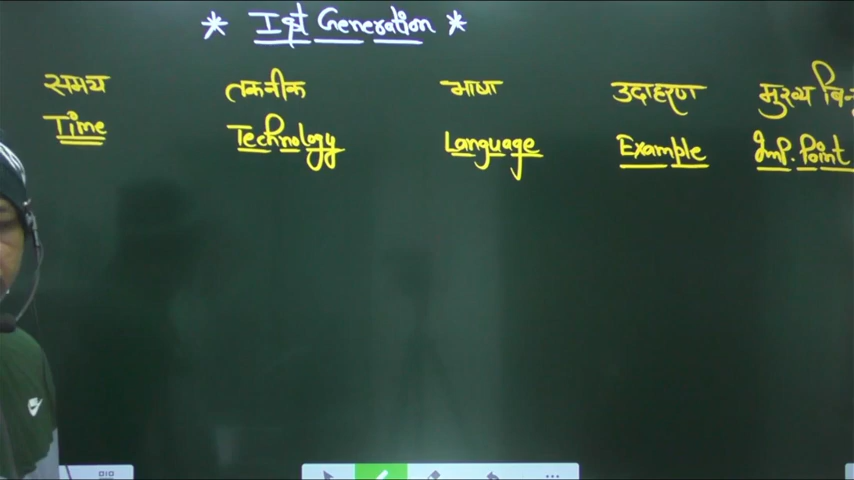 * Ist Generation *
समय तकनीक भाषा उदाहरण मुख्य
Time Technology Language Example Imp. Point